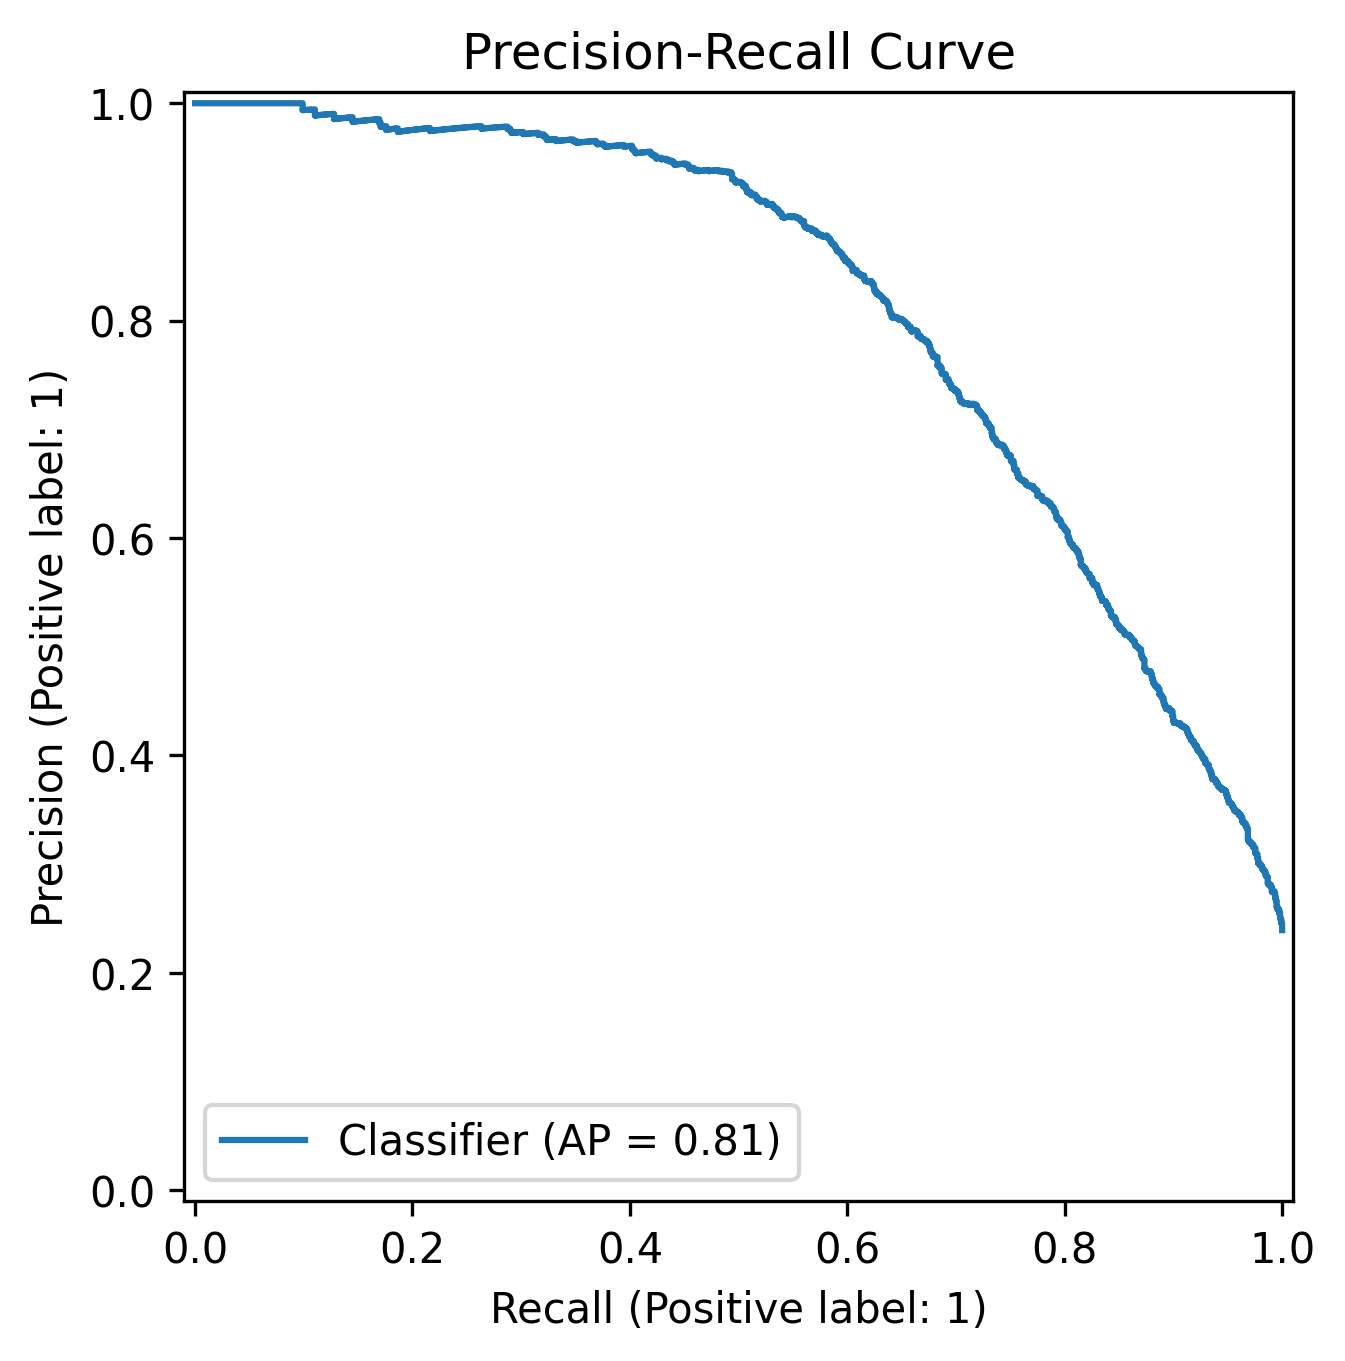 Precision-Recall Curve
1.0
0.8
0.6
0.4
0.2
0.0
Precision (Positive label: 1)
Classifier (AP = 0.81)
0.0 0.2 0.4 0.6 0.8 1.0
Recall (Positive label: 1)